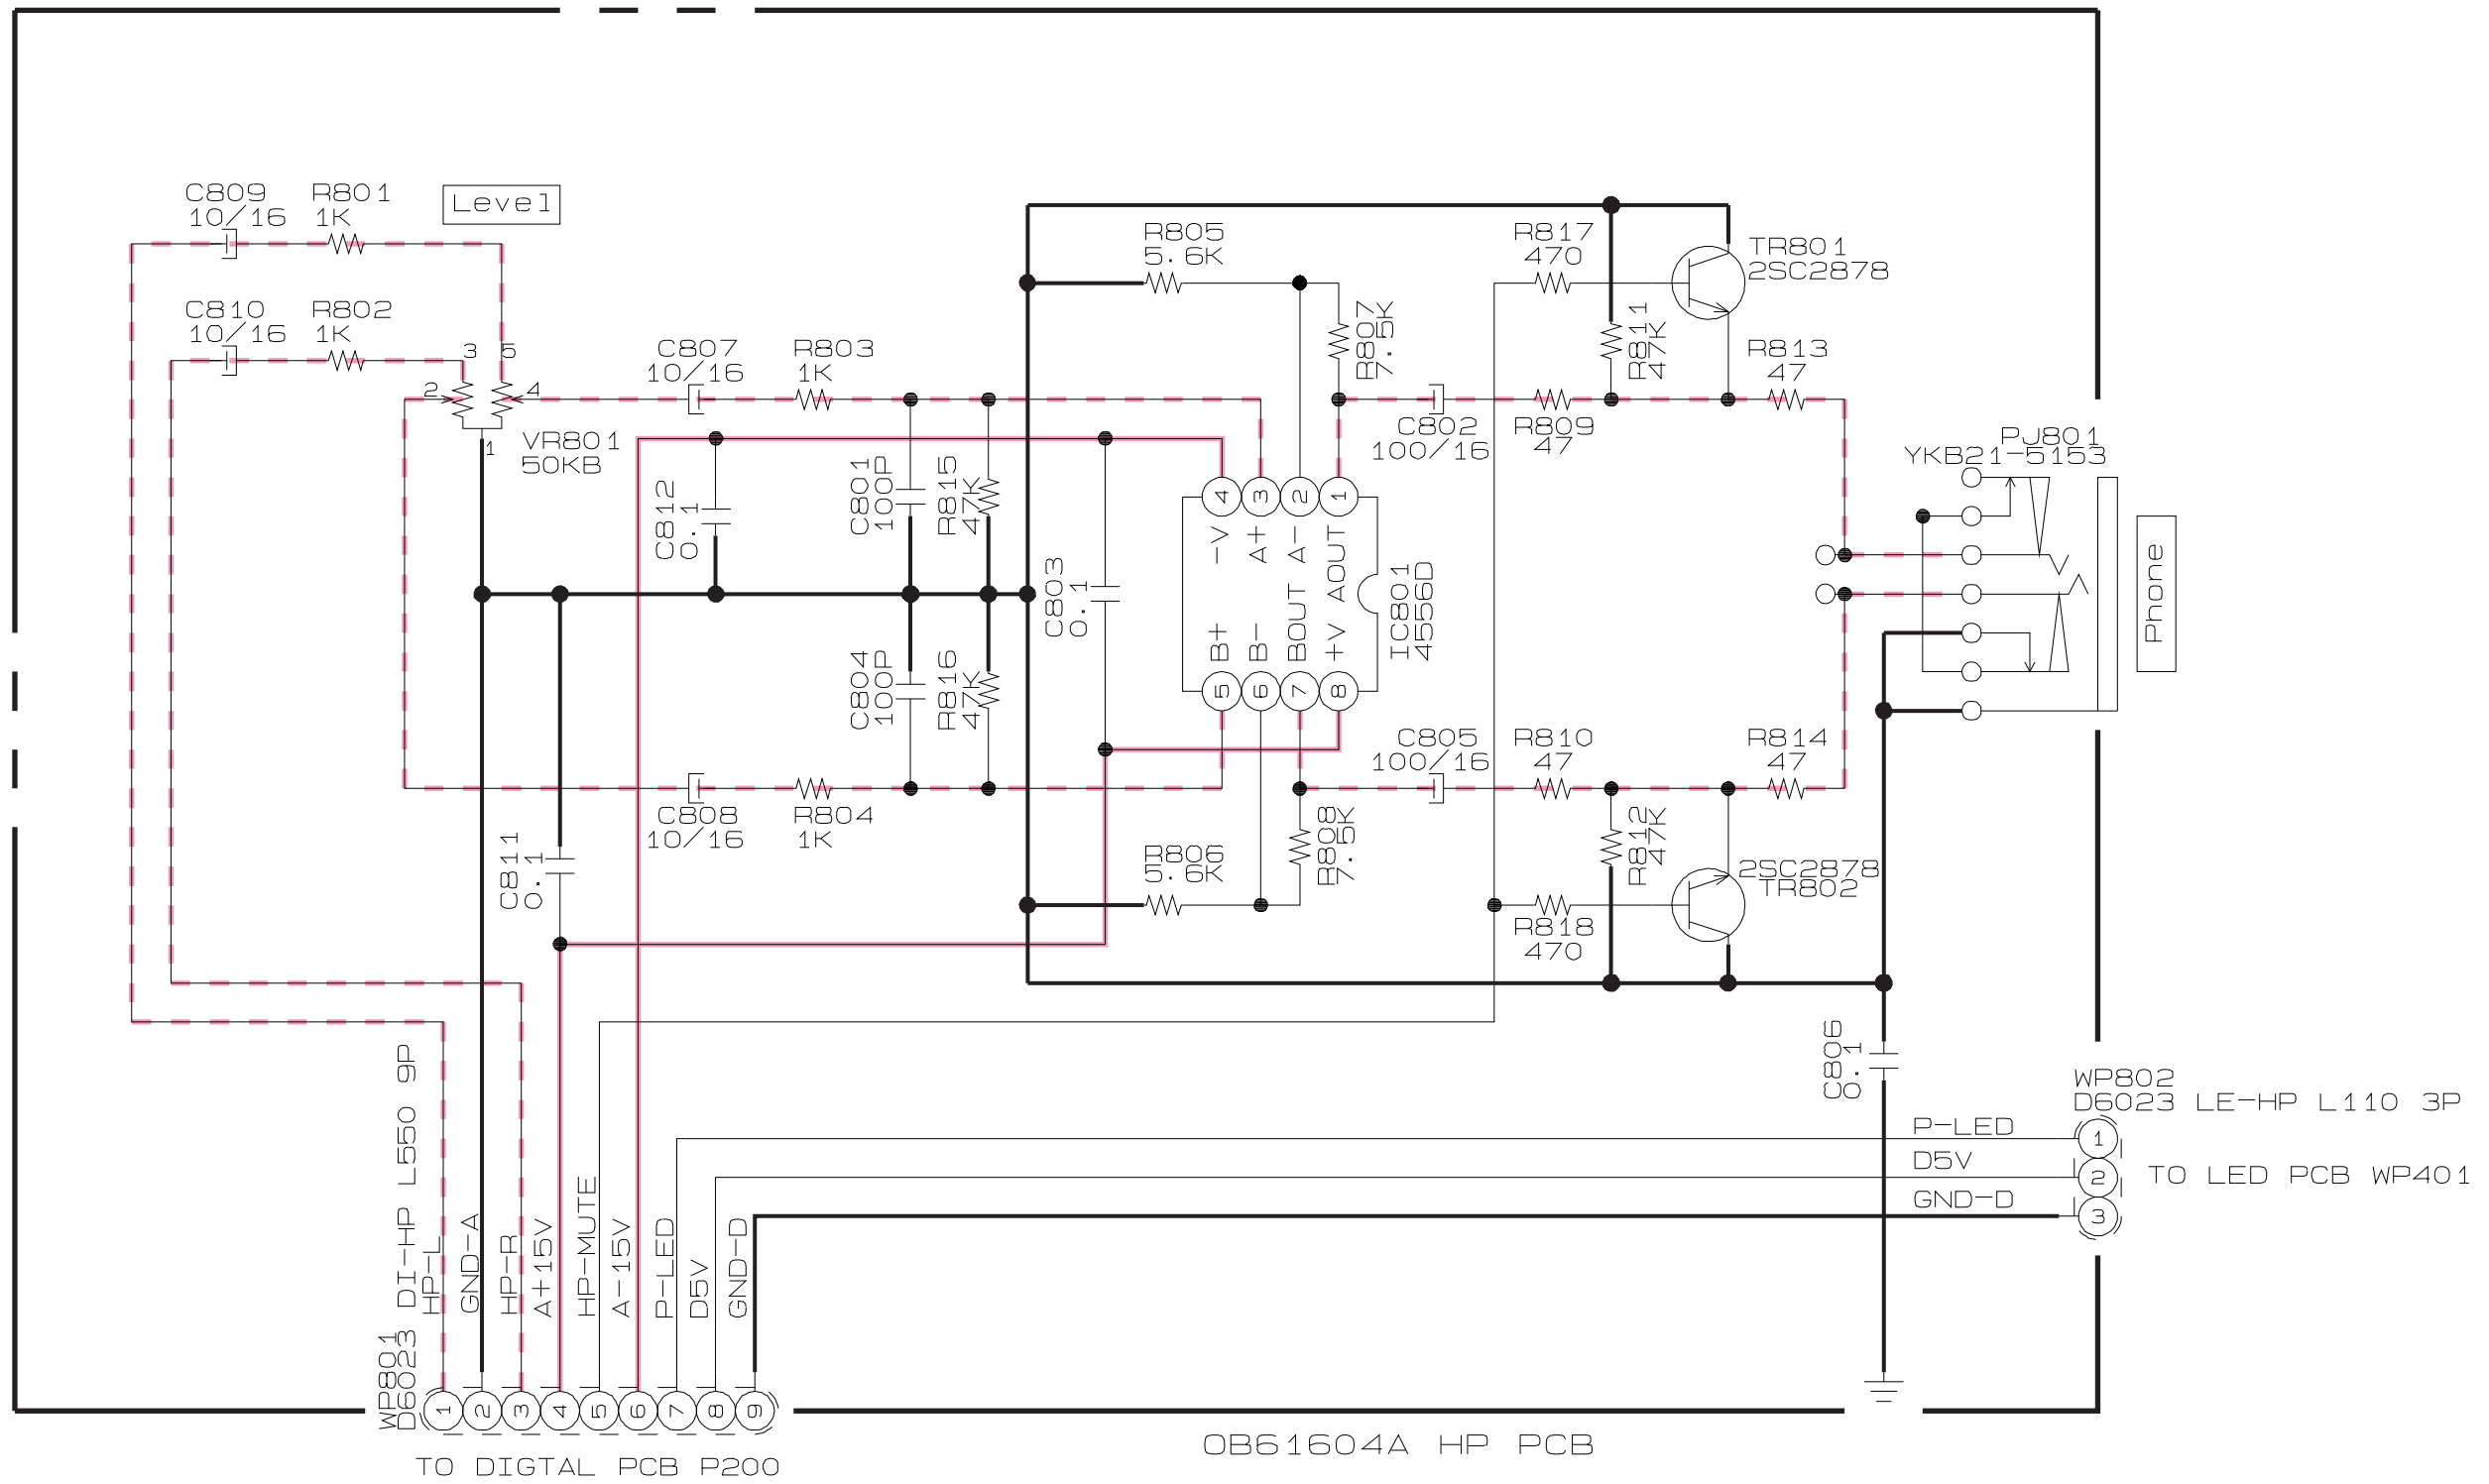 C809
10/16
R801
1K
Level
C810
10/16
R802
1K
3
5
2
4
1
VR801
50KB
C807
10/16
R803
1K
C812
0.1
C801
100P
R815
47K
C804
100P
R816
47K
C803
0.1
C811
0.1
C808
10/16
R804
1K
R805
5.6K
R807
7.5K
R817
470
R811
47K
TR801
2SC2878
R813
47
C802
100/16
R809
47
4
3
2
1
-V
A+
A-
AOUT
B+
B-
BOUT
+V
5
6
7
8
IC801
4556D
C805
100/16
R810
47
R814
47
R806
5.6K
R808
7.5K
R812
47K
2SC2878
TR802
R818
470
PJ801
YKB21-5153
Phone
C806
0.1
WP802
D6023 LE-HP L110 3P
P-LED
1
D5V
2
TO LED PCB WP401
GND-D
3
WP801
D6023 DI-HP L550 9P
HP-L
GND-A
HP-R
A+15V
HP-MUTE
A-15V
P-LED
D5V
GND-D
1
2
3
4
5
6
7
8
9
TO DIGTAL PCB P200
OB61604A HP PCB